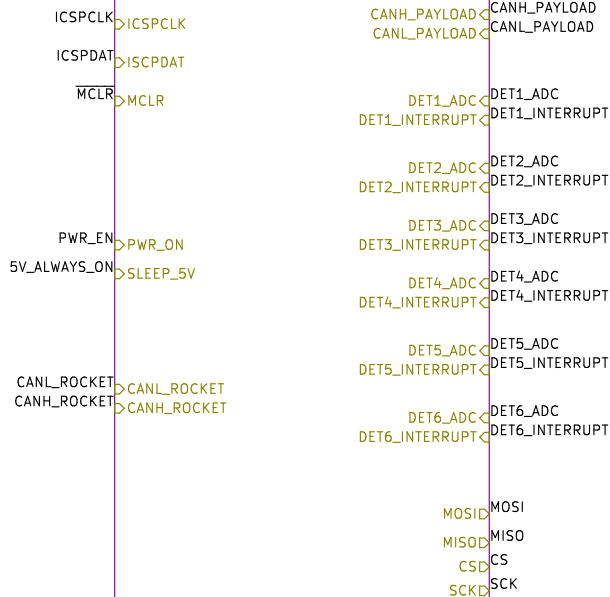 ICSPCLK
ICSPCLK
ICSPDAT
ISCPDAT
MCLR
MCLR
PWR_EN
PWR_ON
5V_ALWAYS_ON
SLEEP_5V
CANL_ROCKET
CANL_ROCKET
CANH_ROCKET
CANH_ROCKET
CANH_PAYLOAD
CANH_PAYLOAD
CANL_PAYLOAD
CANL_PAYLOAD
DET1_ADC
DET1_ADC
DET1_INTERRUPT
DET1_INTERRUPT
DET2_ADC
DET2_ADC
DET2_INTERRUPT
DET2_INTERRUPT
DET3_ADC
DET3_ADC
DET3_INTERRUPT
DET3_INTERRUPT
DET4_ADC
DET4_ADC
DET4_INTERRUPT
DET4_INTERRUPT
DET5_ADC
DET5_ADC
DET5_INTERRUPT
DET5_INTERRUPT
DET6_ADC
DET6_ADC
DET6_INTERRUPT
DET6_INTERRUPT
MOSI
MOSI
MISO
MISO
CS
CS
SCK
SCK